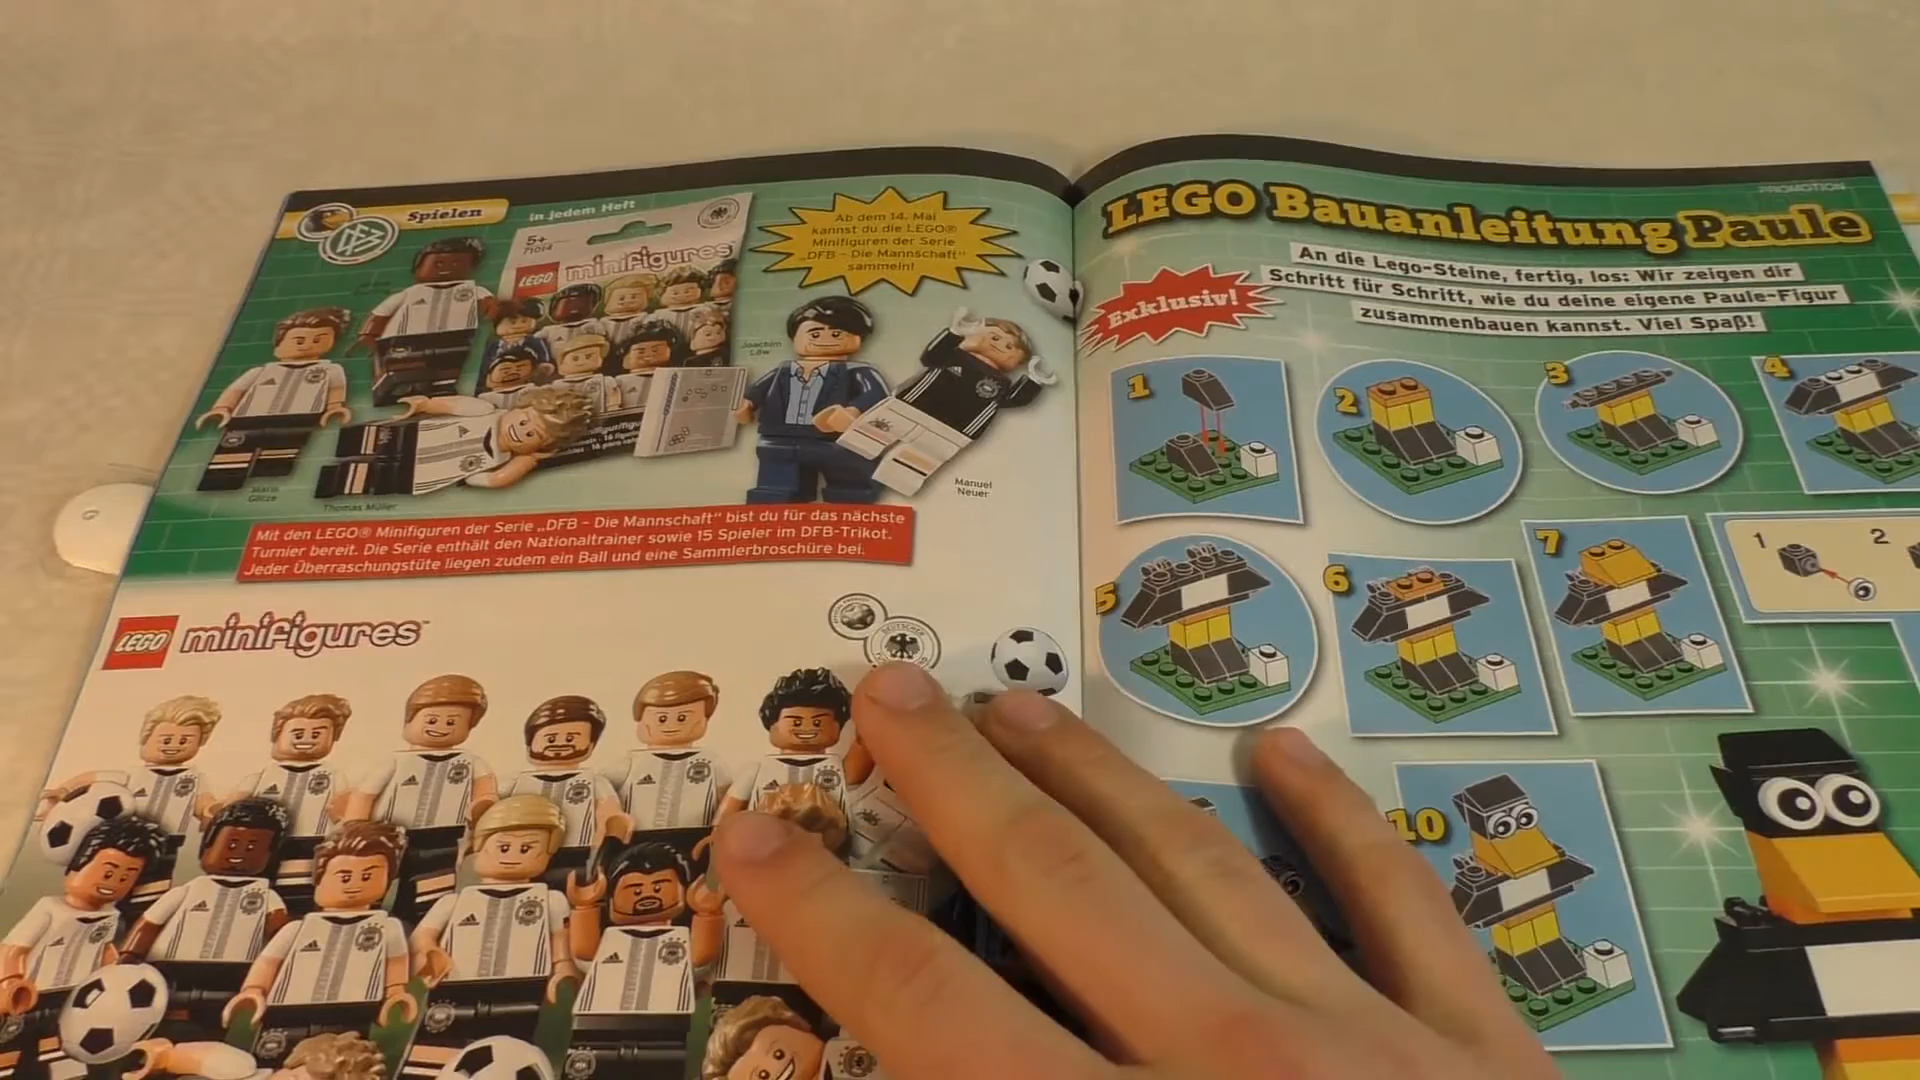 Spielen
in jedem Heft
5+
71014
LEGO minifigures
Ab dem 14. Mai
kannst du die LEGO®
Minifiguren der Serie
„DFB – Die Mannschaft“
sammeln!
Joachim
Löw
Manuel
Neuer
Mario
Götze
Thomas Müller
Mit den LEGO® Minifiguren der Serie „DFB – Die Mannschaft“ bist du für das nächste
Turnier bereit. Die Serie enthält den Nationaltrainer sowie 15 Spieler im DFB-Trikot.
Jeder Überraschungstüte liegen zudem ein Ball und eine Sammlerbroschüre bei.
LEGO minifigures
DEUTSCHER
PROMOTION
LEGO Bauanleitung Paule
An die Lego-Steine, fertig, los: Wir zeigen dir
Schritt für Schritt, wie du deine eigene Paule-Figur
zusammenbauen kannst. Viel Spaß!
Exklusiv!
1
2
3
4
5
6
7
1
2
10